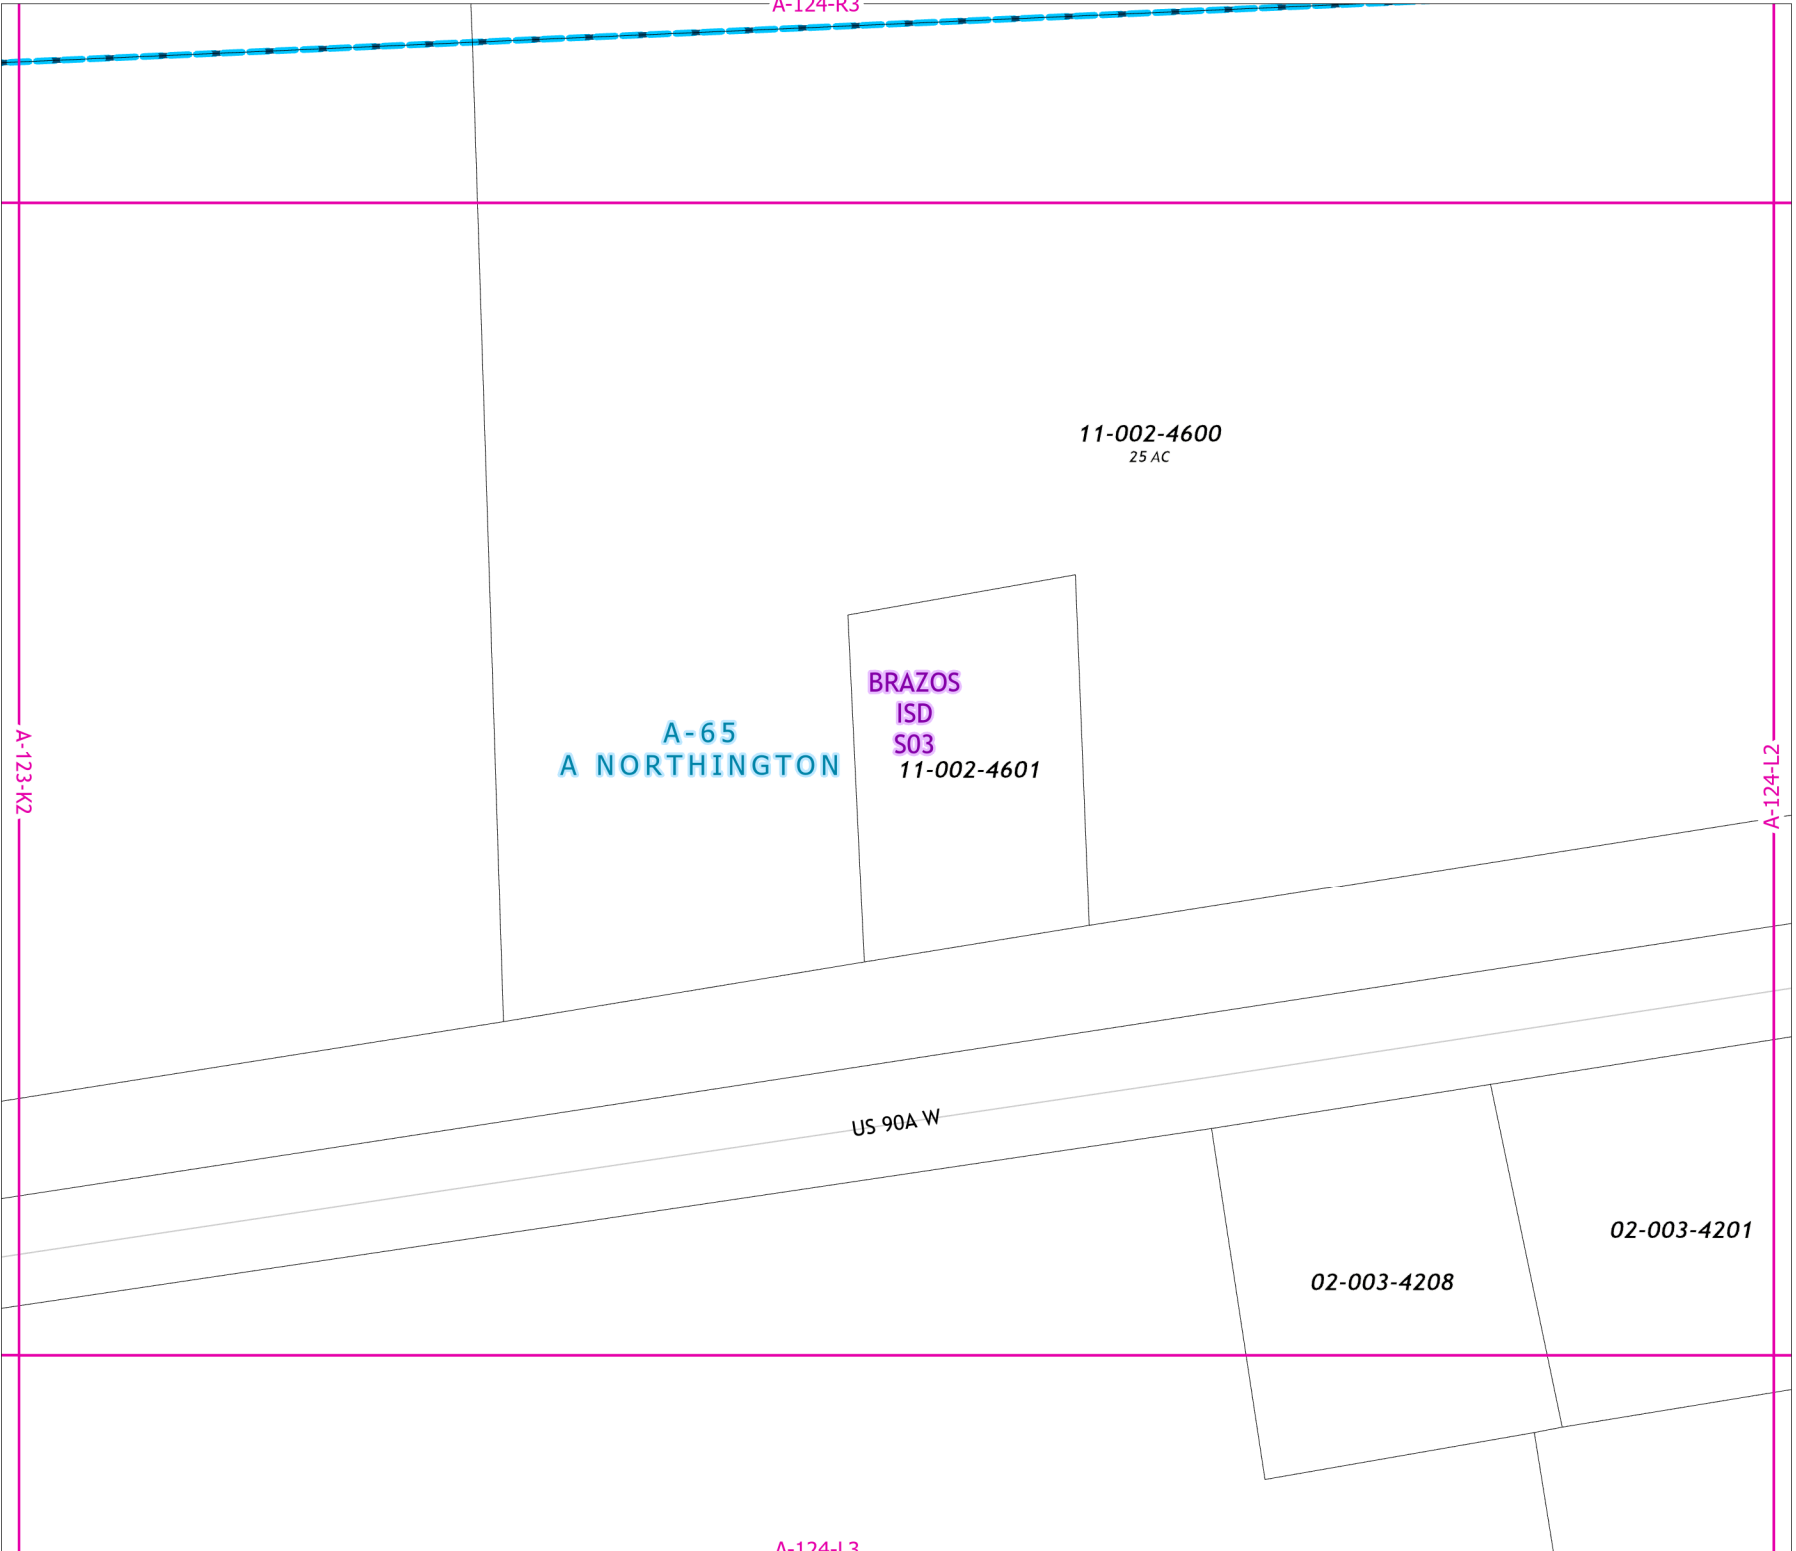 A-124-R3
11-002-4600
25 AC
BRAZOS
ISD
S03
A-65
A NORTHINGTON
11-002-4601
A-123-K2
A-124-L2
US 90A W
02-003-4201
02-003-4208
A-124-L3